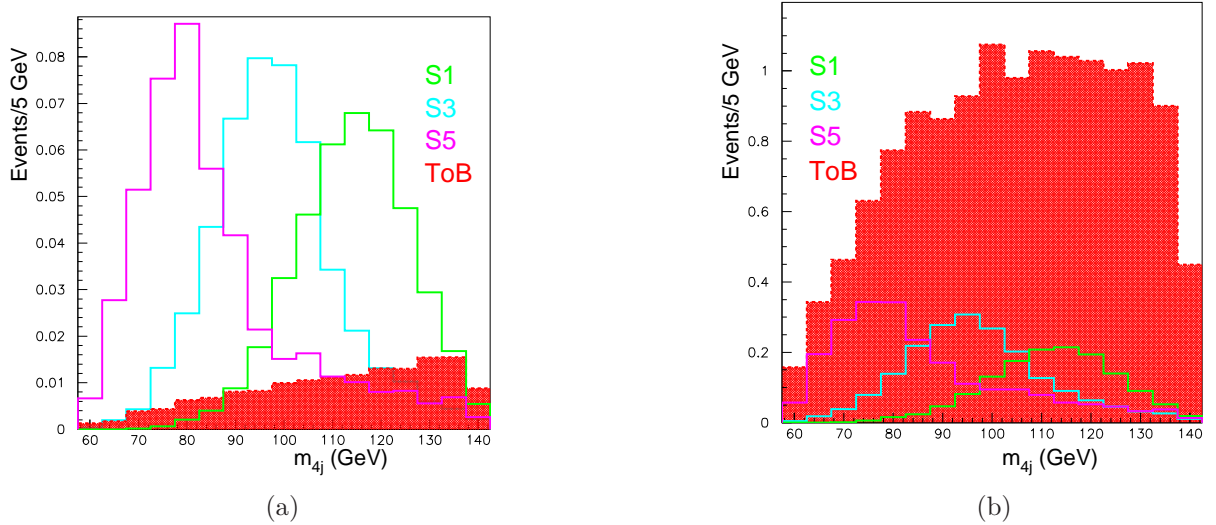 Events/5 GeV
0.08
0.07
0.06
0.05
0.04
0.03
0.02
0.01
0
S1
S3
S5
ToB
60 70 80 90 100 110 120 130 140
m4j (GeV)
(a)
Events/5 GeV
1
0.8
0.6
0.4
0.2
0
S1
S3
S5
ToB
60 70 80 90 100 110 120 130 140
m4j (GeV)
(b)